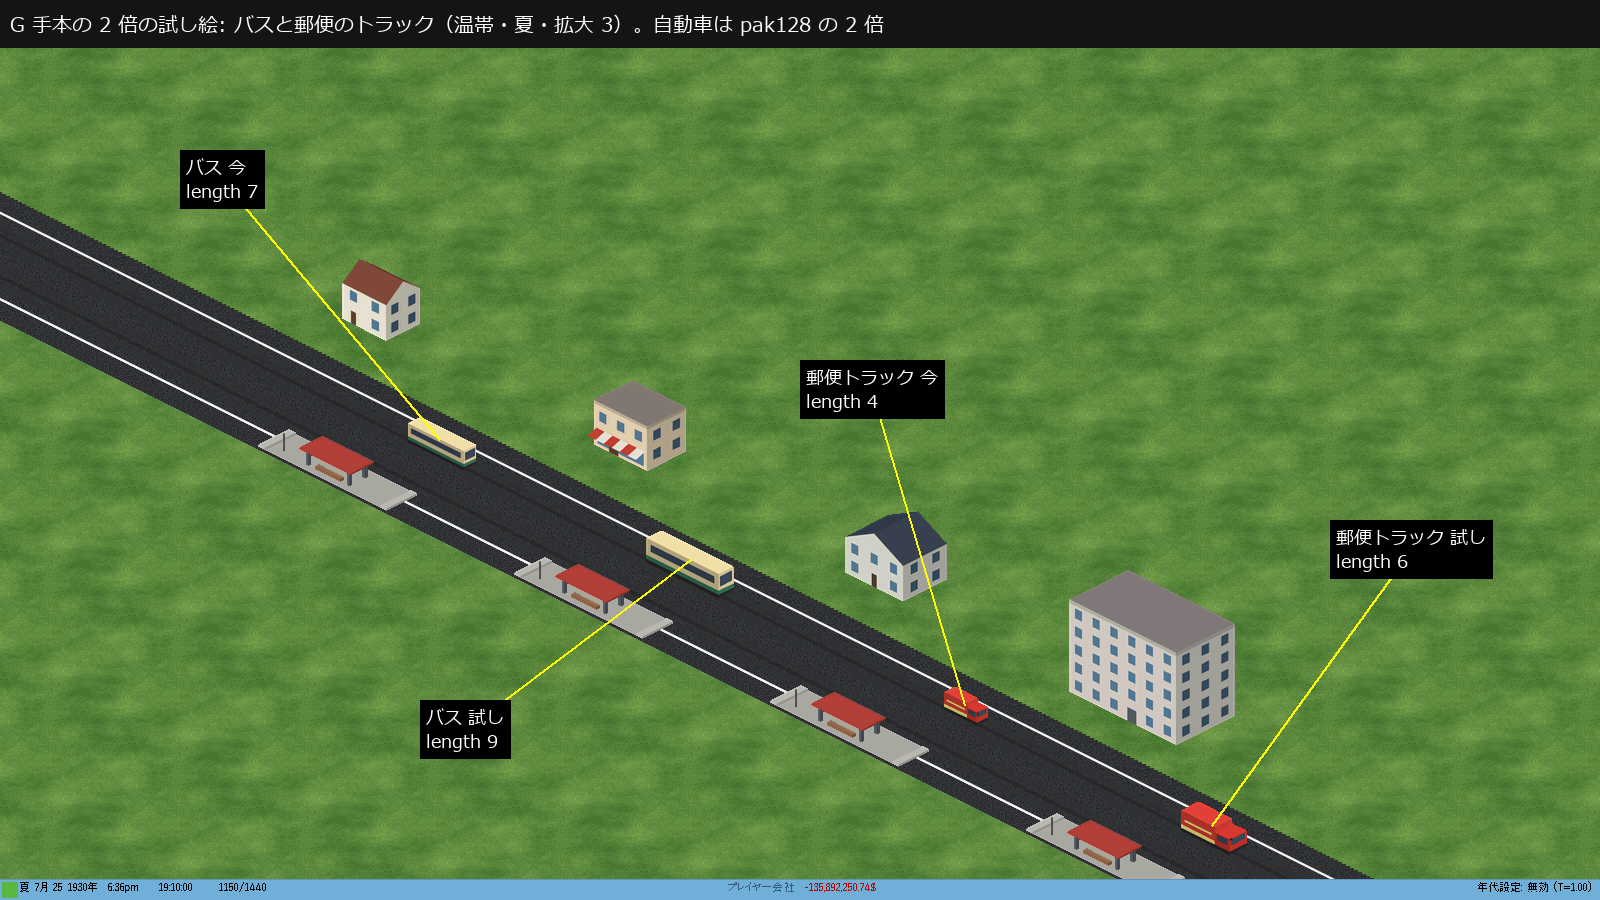 G 手本の 2 倍の試し絵: バスと郵便のトラック（温帯・夏・拡大 3）。自動車は pak128 の 2 倍
バス 今
length 7
郵便トラック 今
length 4
郵便トラック 試し
length 6
バス 試し
length 9
夏 7月 25 1930年 6:36pm 19:10:00 1150/1440 プレイヤー会社 -135,892,250.74$ 年代設定: 無効 (T=1.00)